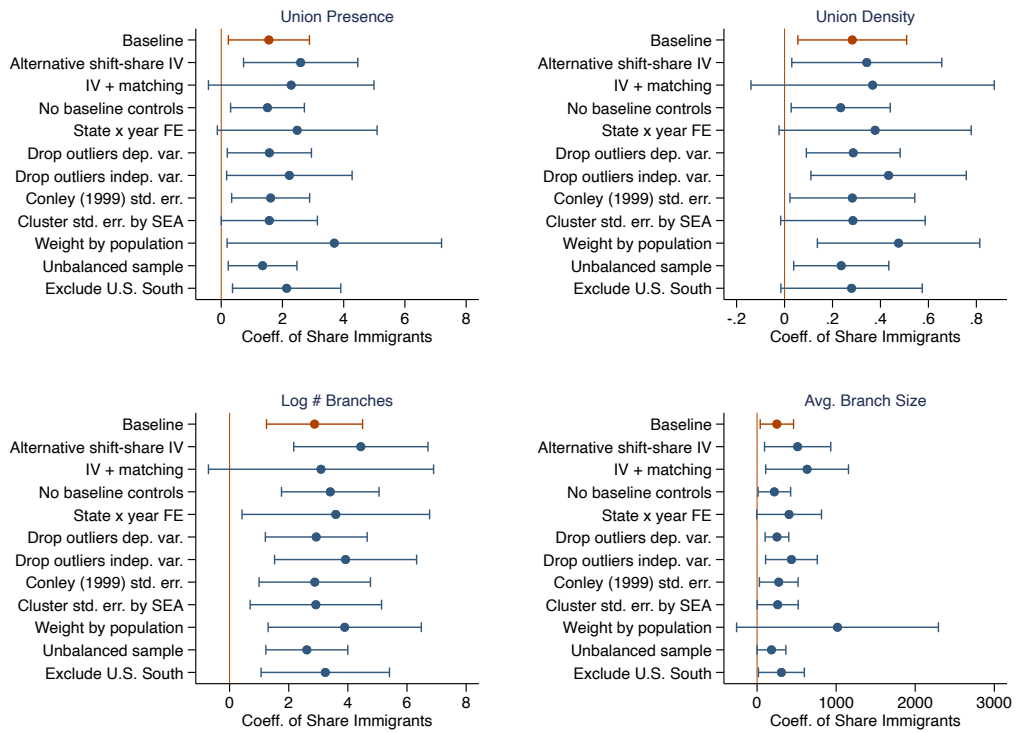 Union Presence
Baseline
Alternative shift-share IV
IV + matching
No baseline controls
State x year FE
Drop outliers dep. var.
Drop outliers indep. var.
Conley (1999) std. err.
Cluster std. err. by SEA
Weight by population
Unbalanced sample
Exclude U.S. South
0 2 4 6 8
Coeff. of Share Immigrants
Union Density
Baseline
Alternative shift-share IV
IV + matching
No baseline controls
State x year FE
Drop outliers dep. var.
Drop outliers indep. var.
Conley (1999) std. err.
Cluster std. err. by SEA
Weight by population
Unbalanced sample
Exclude U.S. South
-.2 0 .2 .4 .6 .8
Coeff. of Share Immigrants
Log # Branches
Baseline
Alternative shift-share IV
IV + matching
No baseline controls
State x year FE
Drop outliers dep. var.
Drop outliers indep. var.
Conley (1999) std. err.
Cluster std. err. by SEA
Weight by population
Unbalanced sample
Exclude U.S. South
0 2 4 6 8
Coeff. of Share Immigrants
Avg. Branch Size
Baseline
Alternative shift-share IV
IV + matching
No baseline controls
State x year FE
Drop outliers dep. var.
Drop outliers indep. var.
Conley (1999) std. err.
Cluster std. err. by SEA
Weight by population
Unbalanced sample
Exclude U.S. South
0 1000 2000 3000
Coeff. of Share Immigrants